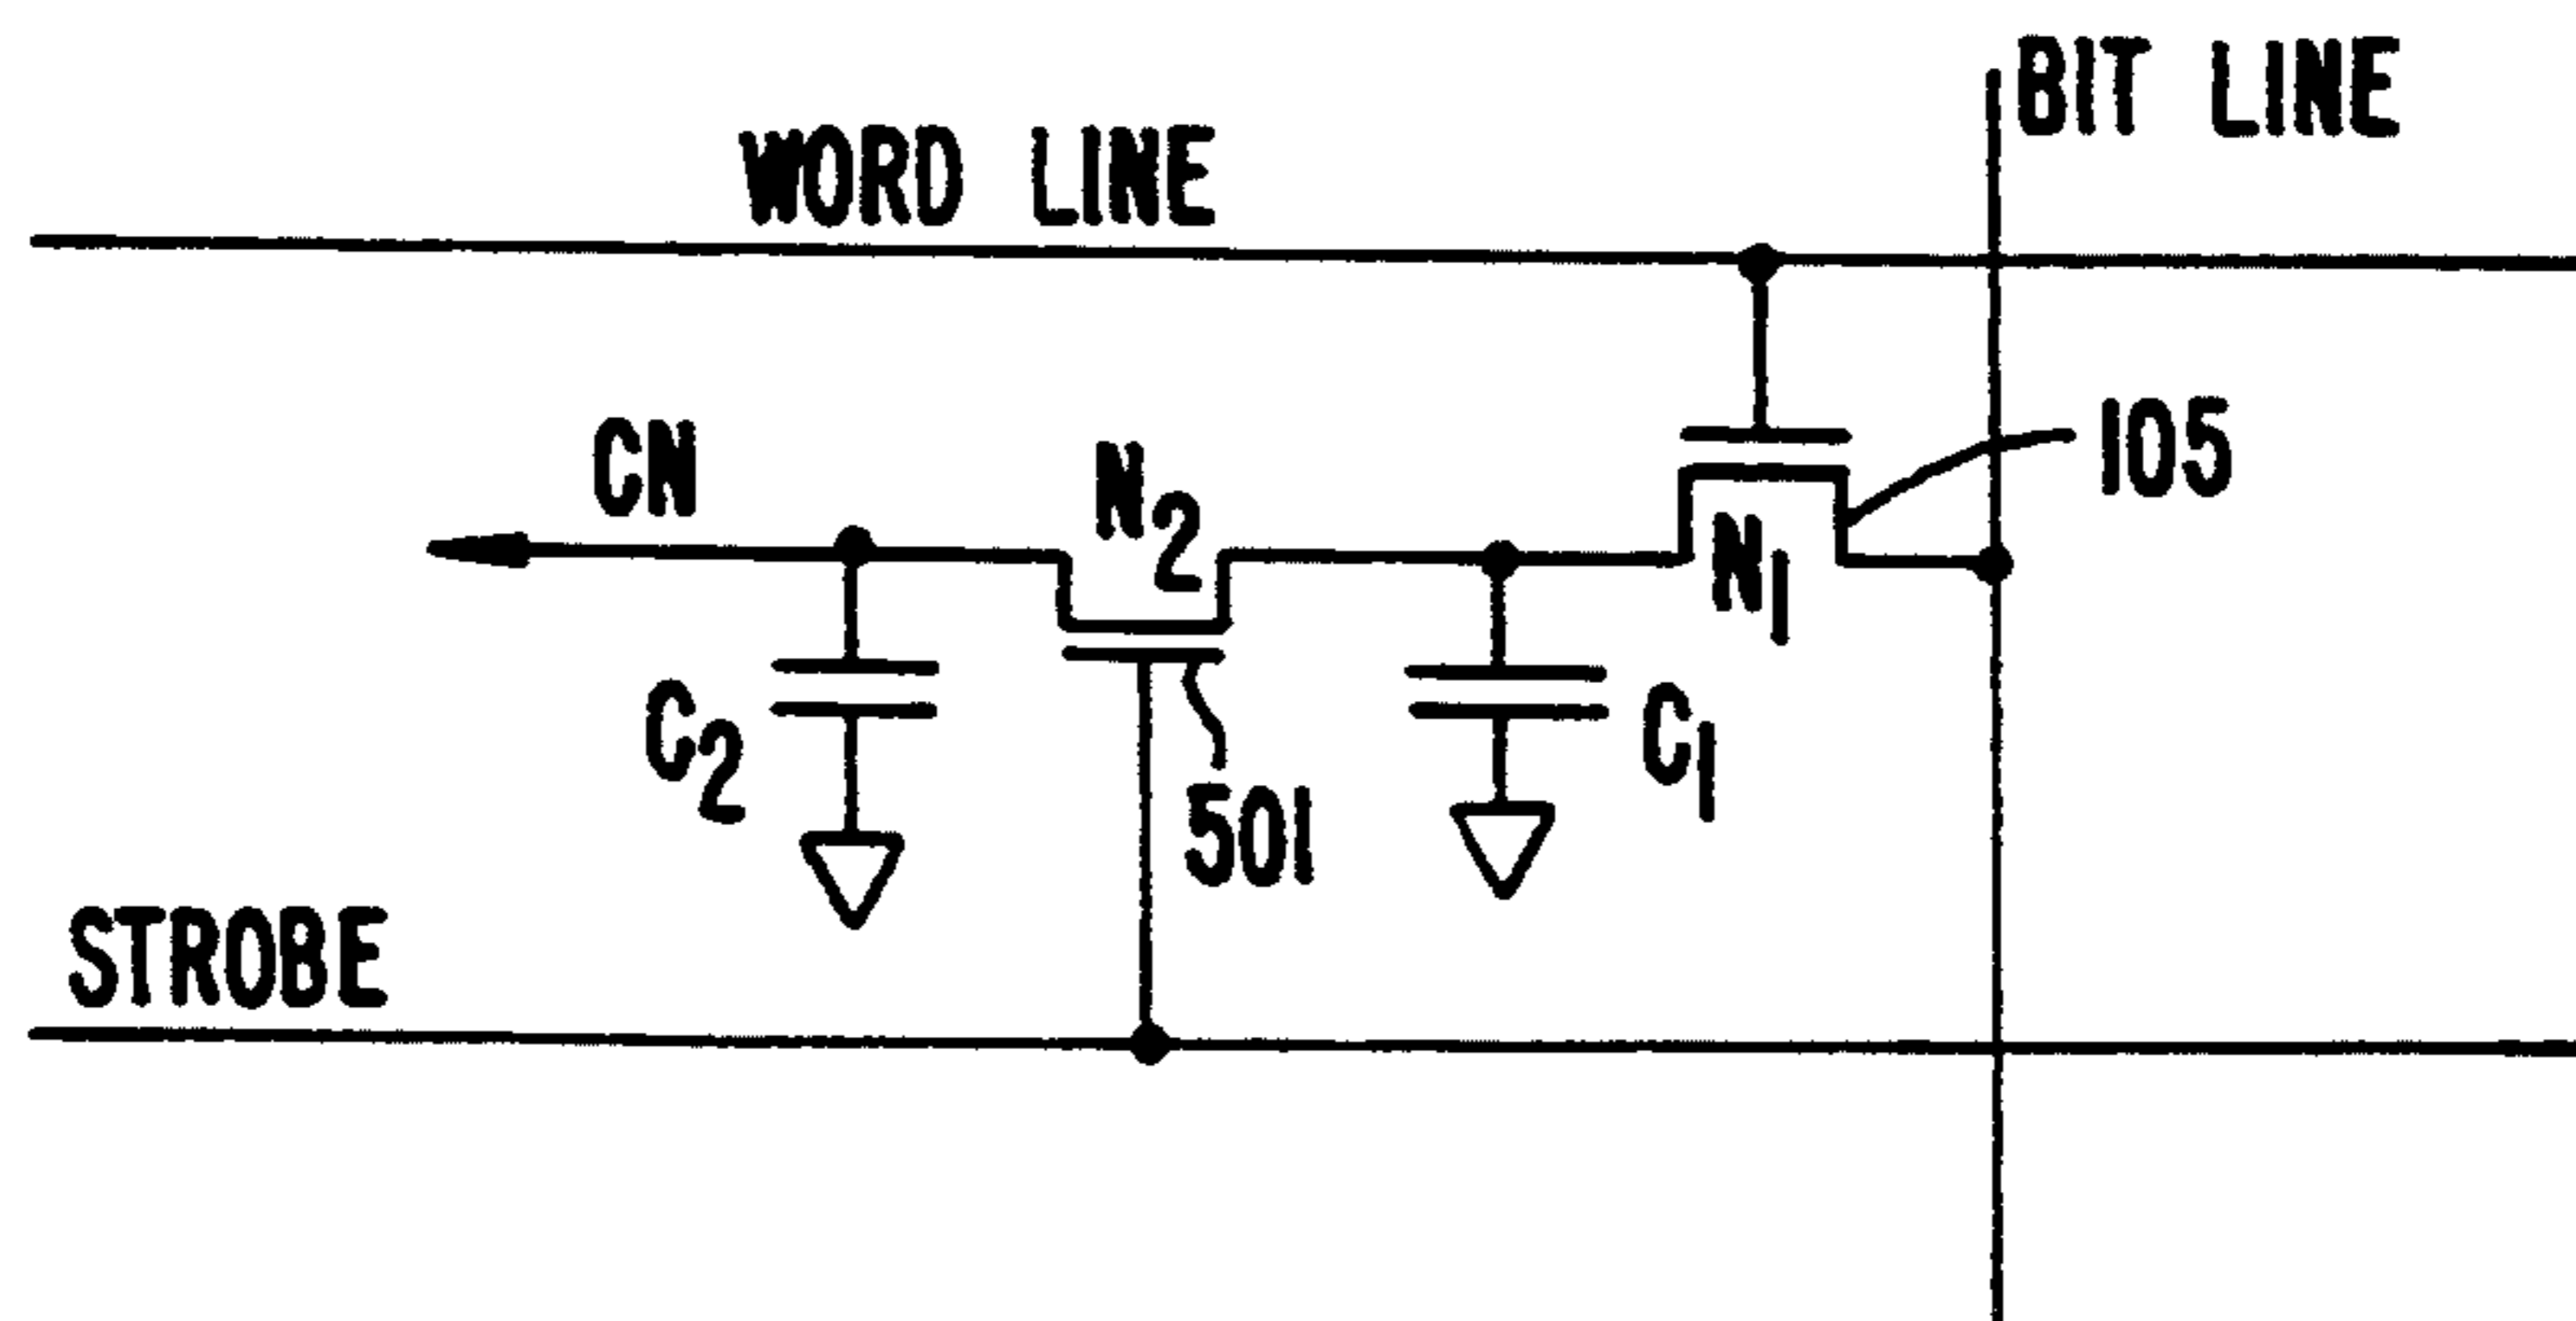 BIT LINE
WORD LINE
105
CN
N2
N1
C2
C1
501
STROBE